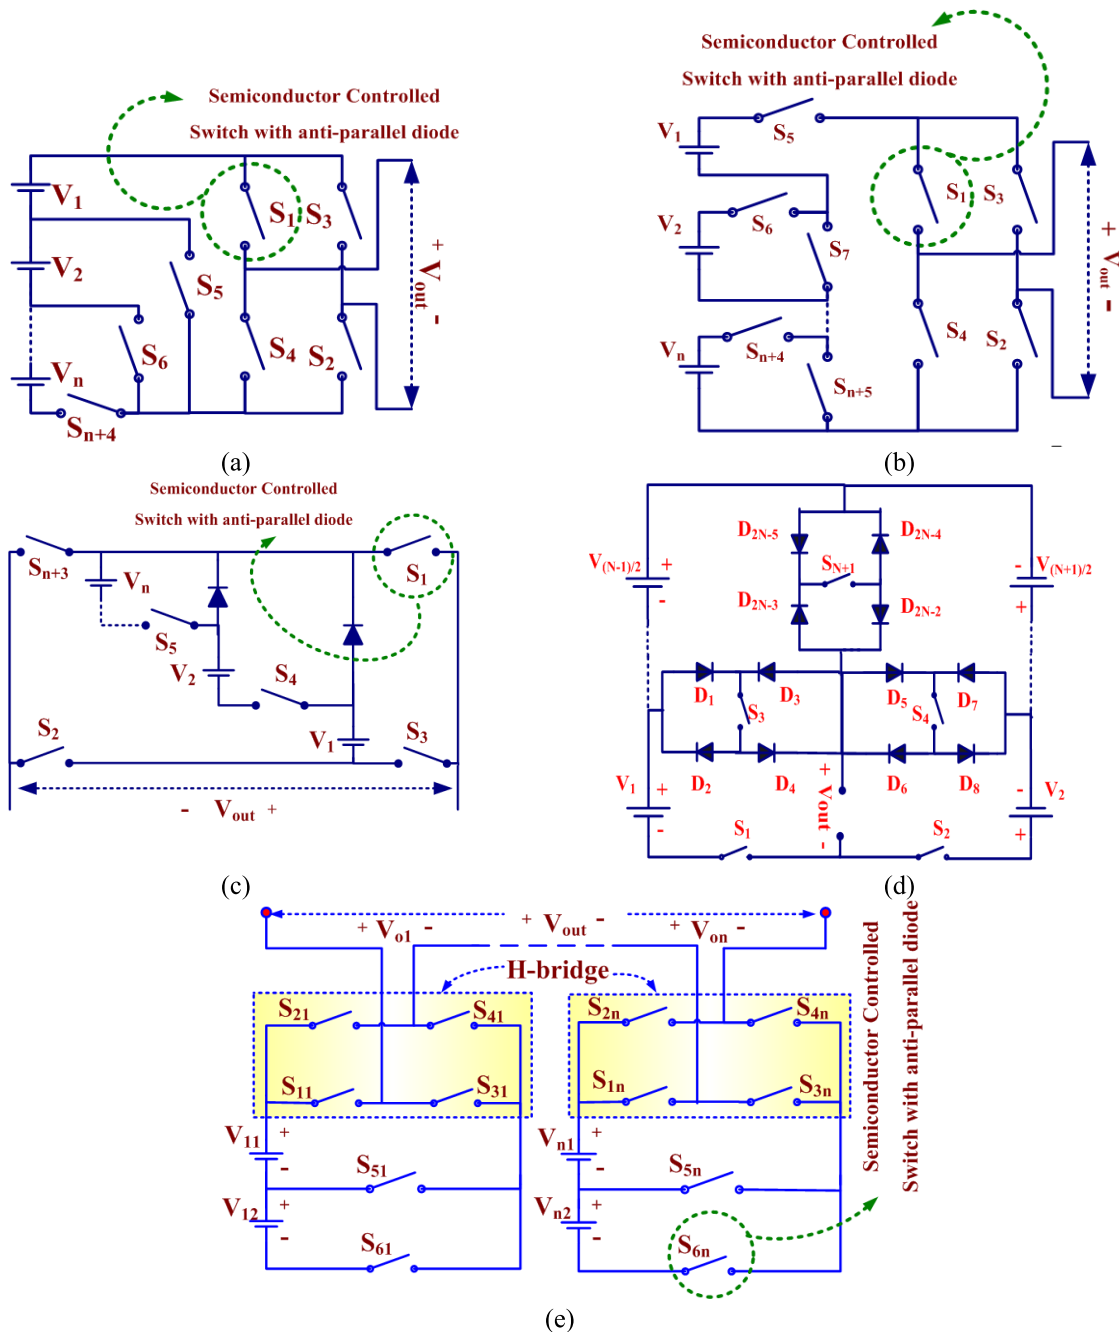 Semiconductor Controlled
Switch with anti-parallel diode
V1
V2
Vn
S1
S3
S5
S6
S4
S2
Sn+4
+ Vout -
(a)
Semiconductor Controlled
Switch with anti-parallel diode
V1
S5
V2
S6
S7
Vn
Sn+4
Sn+5
S1
S3
S4
S2
+ Vout -
(b)
Semiconductor Controlled
Switch with anti-parallel diode
Sn+3
Vn
S1
S5
V2
S4
S2
V1
S3
- Vout +
(c)
D2N-5
D2N-4
SN+1
V(N-1)/2
+
-
-
V(N+1)/2
+
D2N-3
D2N-2
D1
D3
D5
D7
S3
S4
D2
D4
D6
D8
V1
+
-
+ Vout -
-
V2
+
S1
S2
(d)
+ Vout -
+ Vo1 -
+ Von -
H-bridge
S21
S41
S2n
S4n
S11
S31
S1n
S3n
V11
+
-
Vn1
+
-
S51
S5n
V12
+
-
Vn2
+
-
S61
S6n
Semiconductor Controlled
Switch with anti-parallel diode
(e)